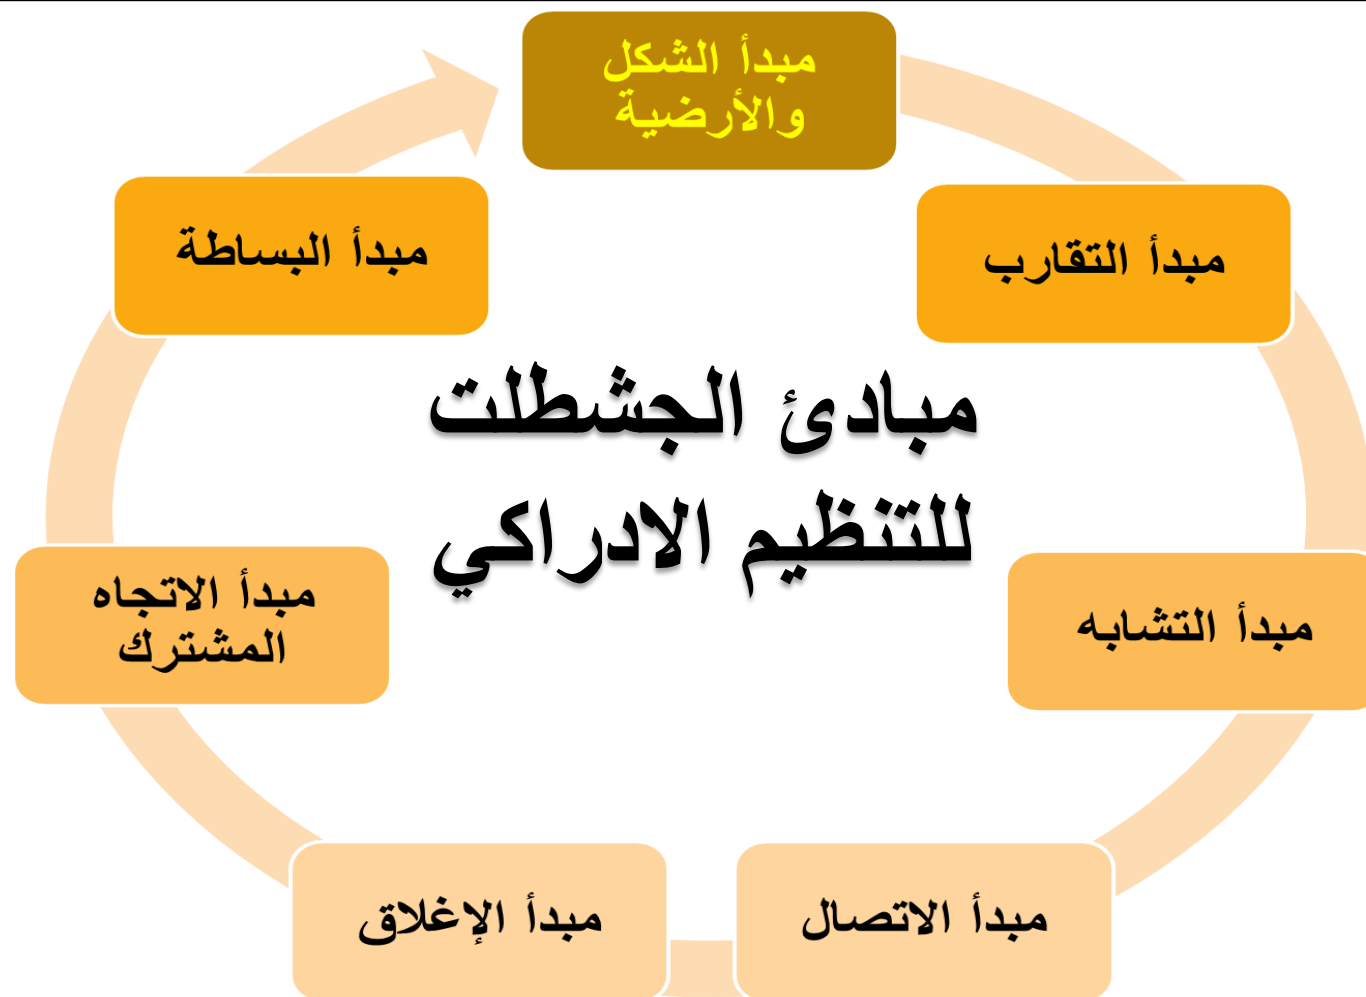 مبدأ الشكل
والأرضية
مبدأ التقارب
مبدأ التشابه
مبدأ الاتصال
مبدأ الإغلاق
مبدأ الاتجاه
المشترك
مبدأ البساطة
مبادئ الجشطلت
للتنظيم الادراكي